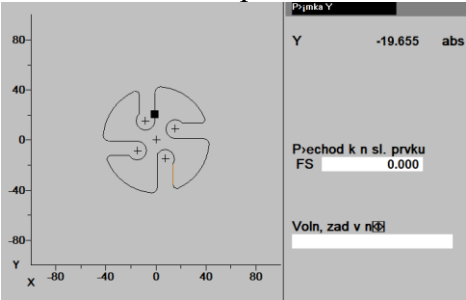 P›ýmka Y
Y -19.655 abs
P›echod k n sl. prvku
FS 0.000
Voln, zad v n
80-
40-
0-
-40-
-80-
Y
X -80 -40 0 40 80